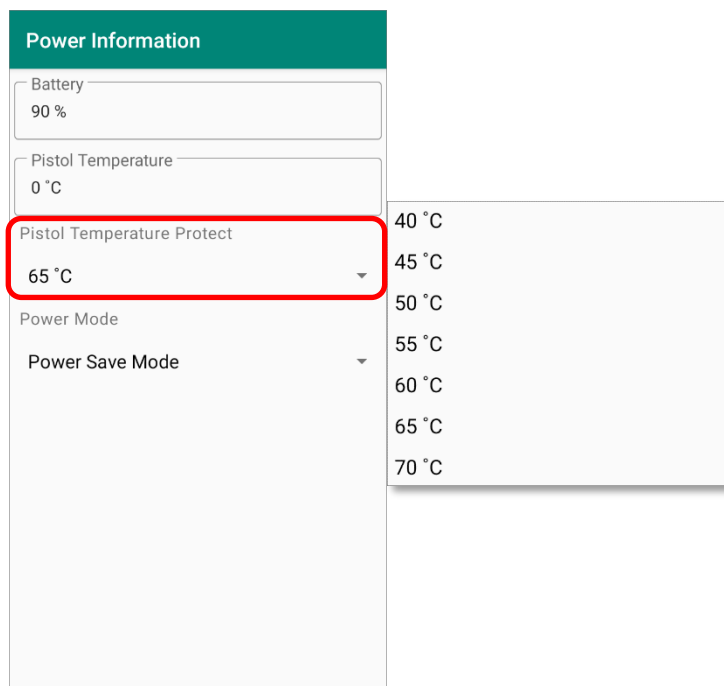 Power Information
Battery
90 %
Pistol Temperature
0 ˚C
Pistol Temperature Protect
65 ˚C
Power Mode
Power Save Mode
40 ˚C
45 ˚C
50 ˚C
55 ˚C
60 ˚C
65 ˚C
70 ˚C